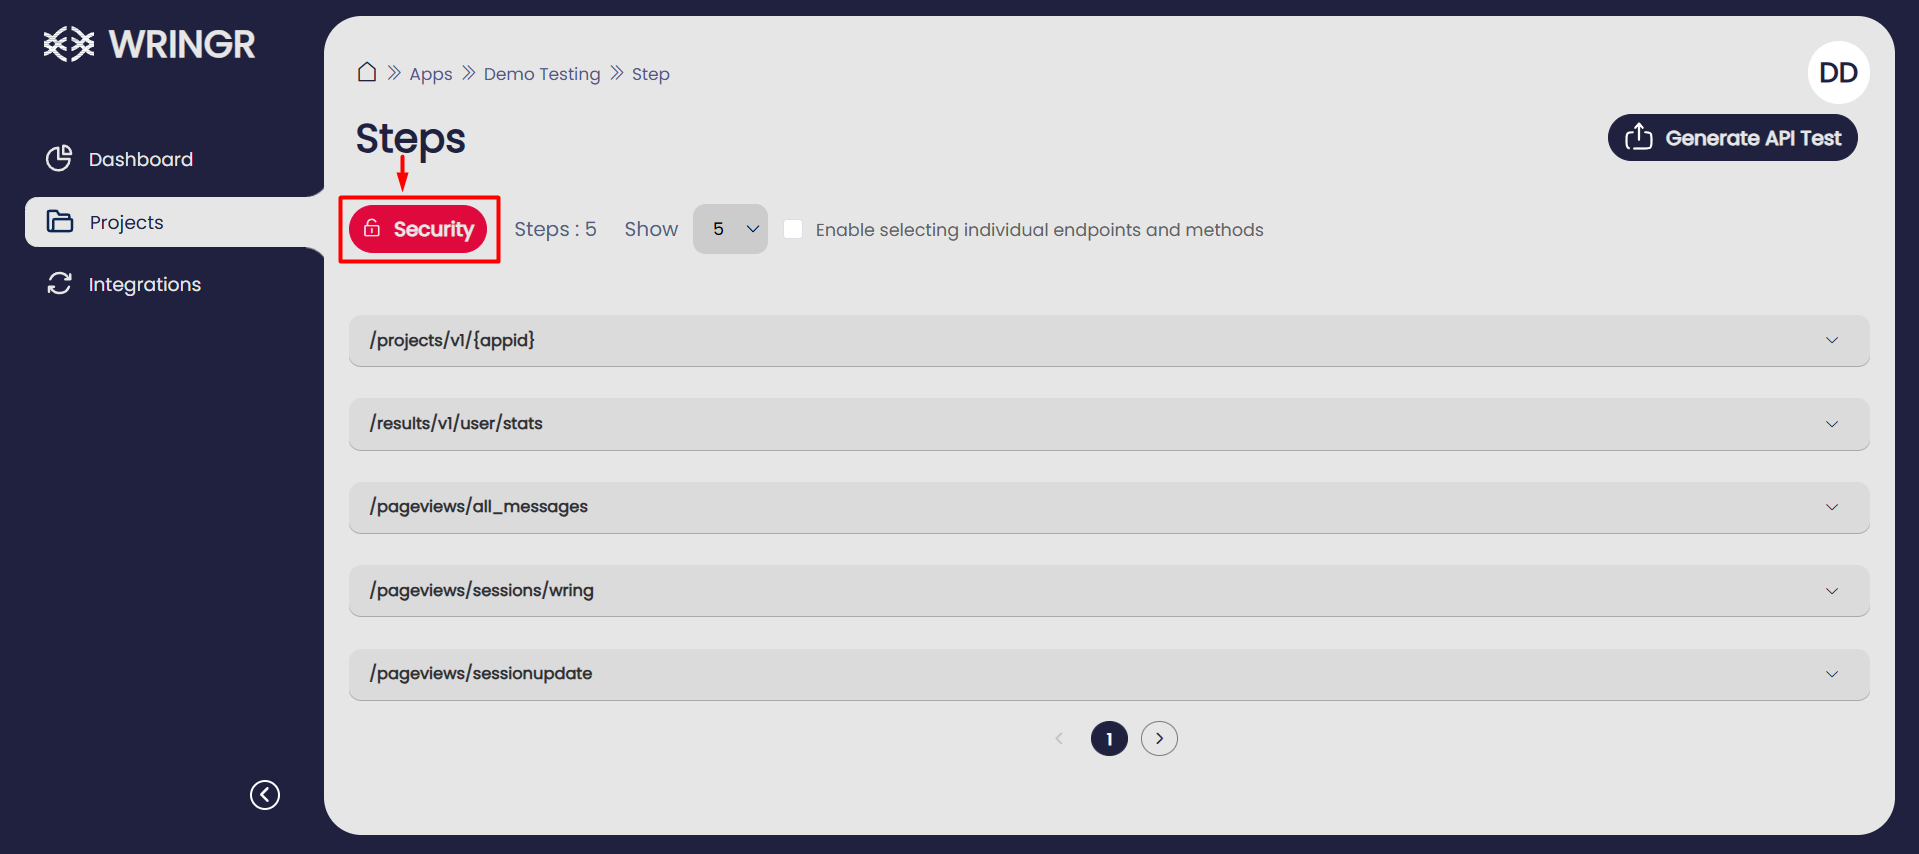 WRINGR
Apps Demo Testing Step
DD
Steps
Generate API Test
Dashboard
Projects
Integrations
Security Steps : 5 Show 5 Enable selecting individual endpoints and methods
/projects/v1/{appid}
/results/v1/user/stats
/pageviews/all_messages
/pageviews/sessions/wring
/pageviews/sessionupdate
1